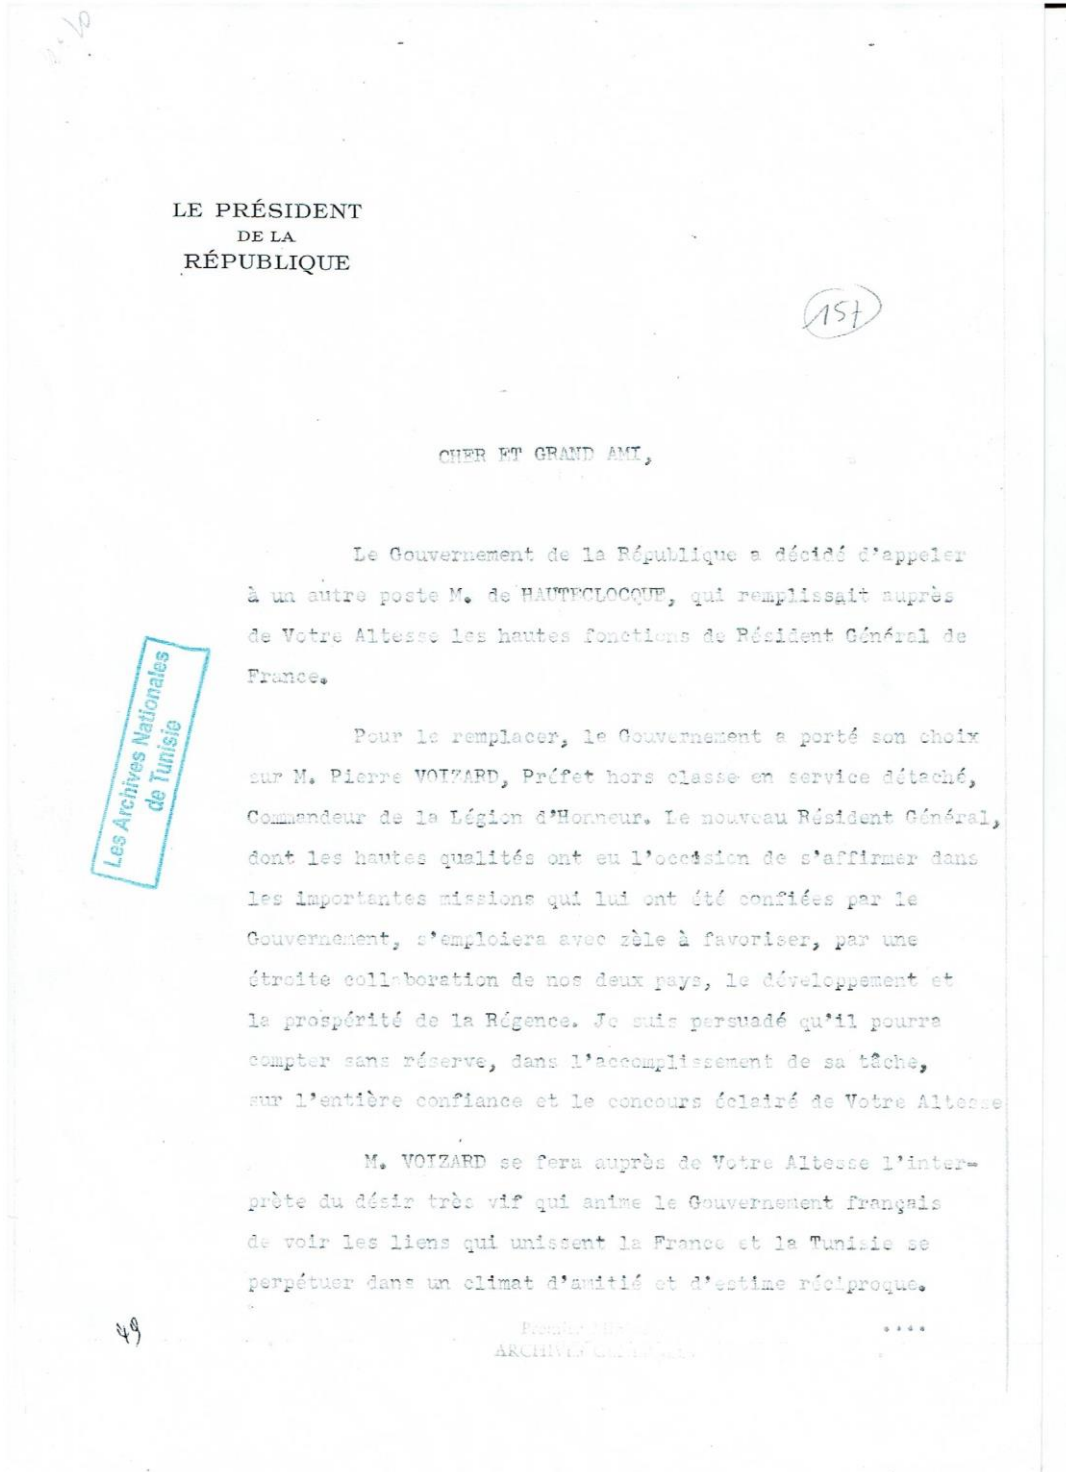 LE PRÉSIDENT
DE LA
RÉPUBLIQUE
157
CHER ET GRAND AMI,
Le Gouvernement de la République a décidé d'appeler
à un autre poste M. de HAUTECLOCQUE, qui remplissait auprès
de Votre Altesse les hautes fonctions de Résident Général de
France.
Pour le remplacer, le Gouvernement a porté son choix
sur M. Pierre VOIZARD, Préfet hors classe en service détaché,
Commandeur de la Légion d'Honneur. Le nouveau Résident Général,
dont les hautes qualités ont eu l'occasion de s'affirmer dans
les importantes missions qui lui ont été confiées par le
Gouvernement, s'emploiera avec zèle à favoriser, par une
étroite collaboration de nos deux pays, le développement et
la prospérité de la Régence. Je suis persuadé qu'il pourra
compter sans réserve, dans l'accomplissement de sa tâche,
sur l'entière confiance et le concours éclairé de Votre Altesse
M. VOIZARD se fera auprès de Votre Altesse l'inter-
prète du désir très vif qui anime le Gouvernement français
de voir les liens qui unissent la France et la Tunisie se
perpétuer dans un climat d'amitié et d'estime réciproque.
....
Les Archives Nationales
de Tunisie
49
Premier
ARCHIVES GENERALES